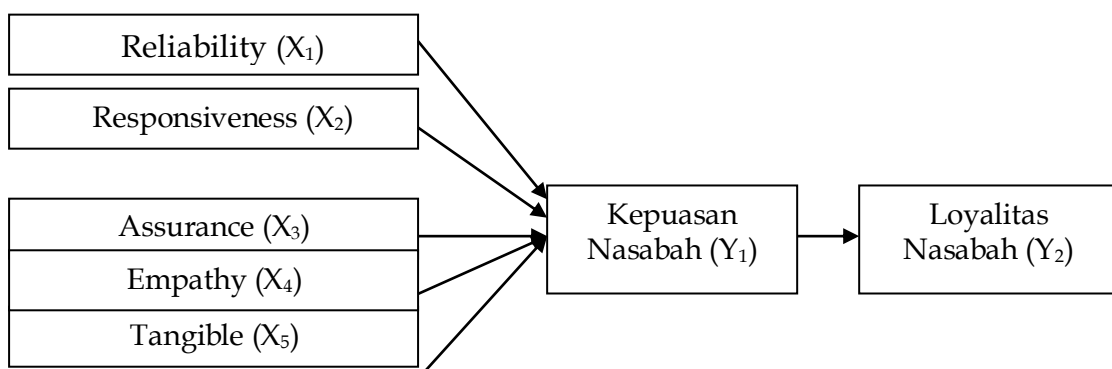 Reliability (X₁)
Responsiveness (X₂)
Assurance (X₃)
Empathy (X₄)
Tangible (X₅)
Kepuasan
Nasabah (Y₁)
Loyalitas
Nasabah (Y₂)